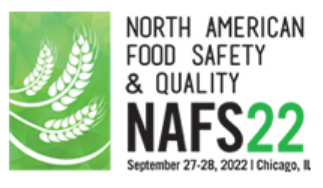 NORTH AMERICAN
FOOD SAFETY
& QUALITY
NAFS22
September 27-28, 2022 | Chicago, IL